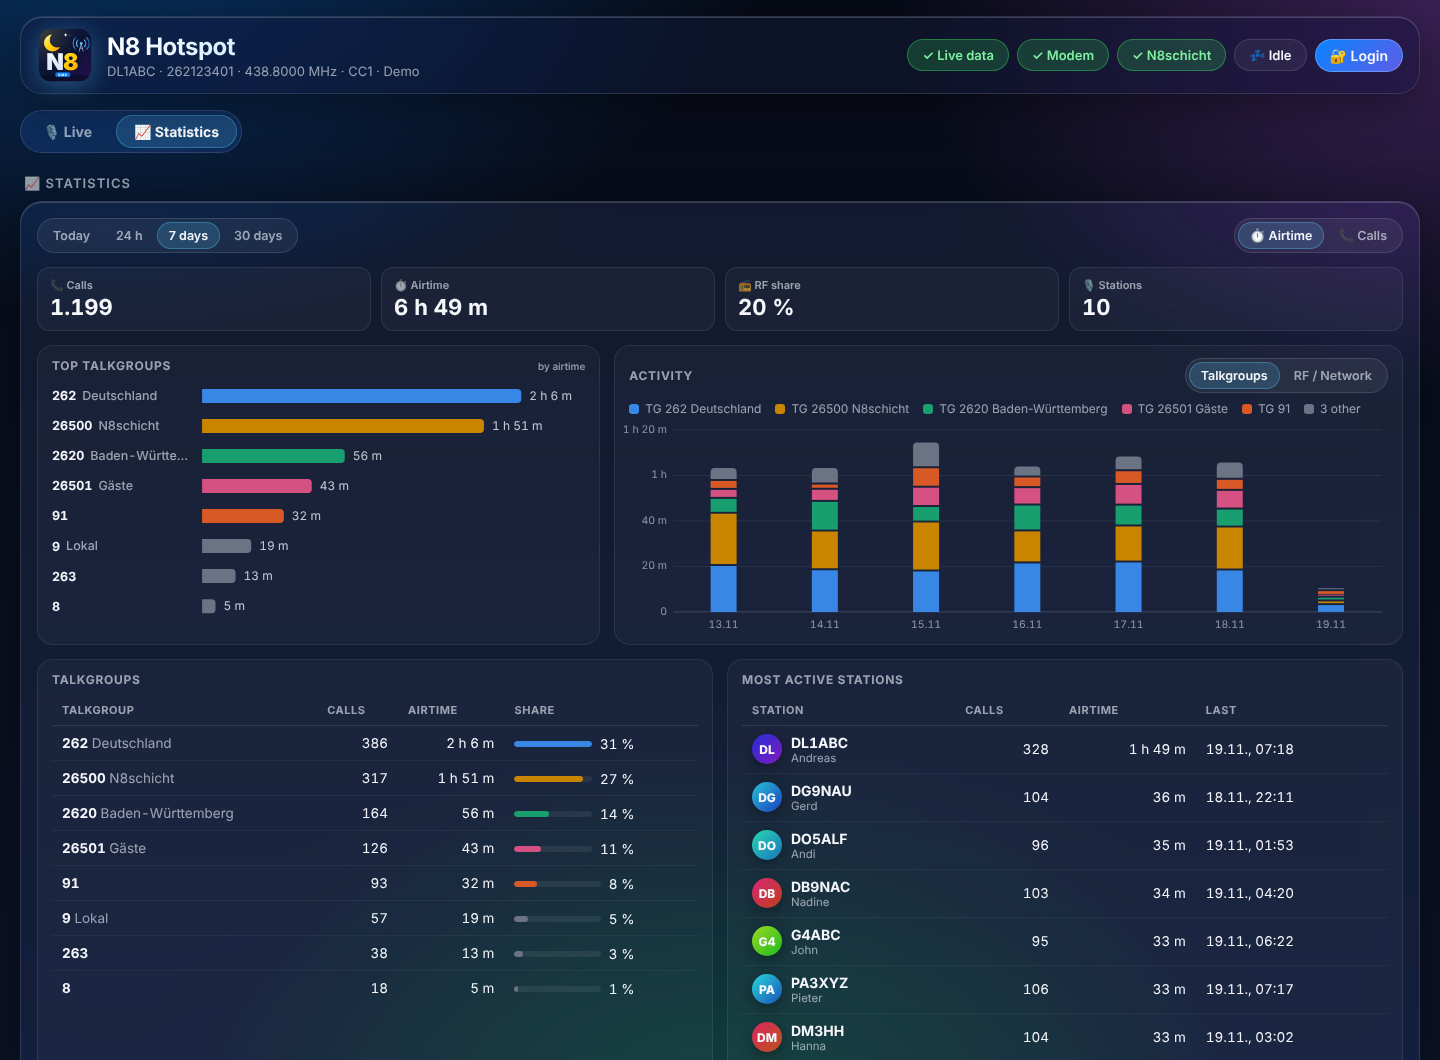 N8
N8 Hotspot
DL1ABC · 262123401 · 438.8000 MHz · CC1 · Demo
✓ Live data
✓ Modem
✓ N8schicht
💤 Idle
🔐 Login
🎙️ Live
📈 Statistics
📈 STATISTICS
Today
24 h
7 days
30 days
⏱️ Airtime
📞 Calls
📞 Calls
1.199
⏱️ Airtime
6 h 49 m
📻 RF share
20 %
🎙️ Stations
10
TOP TALKGROUPS
by airtime
262 Deutschland 2 h 6 m
26500 N8schicht 1 h 51 m
2620 Baden-Württe... 56 m
26501 Gäste 43 m
91 32 m
9 Lokal 19 m
263 13 m
8 5 m
ACTIVITY
Talkgroups
RF / Network
TG 262 Deutschland TG 26500 N8schicht TG 2620 Baden-Württemberg TG 26501 Gäste TG 91 3 other
1 h 20 m
1 h
40 m
20 m
0
13.11 14.11 15.11 16.11 17.11 18.11 19.11
TALKGROUPS
TALKGROUP CALLS AIRTIME SHARE
262 Deutschland 386 2 h 6 m 31 %
26500 N8schicht 317 1 h 51 m 27 %
2620 Baden-Württemberg 164 56 m 14 %
26501 Gäste 126 43 m 11 %
91 93 32 m 8 %
9 Lokal 57 19 m 5 %
263 38 13 m 3 %
8 18 5 m 1 %
MOST ACTIVE STATIONS
STATION CALLS AIRTIME LAST
DL DL1ABC 328 1 h 49 m 19.11., 07:18
Andreas
DG DG9NAU 104 36 m 18.11., 22:11
Gerd
DO DO5ALF 96 35 m 19.11., 01:53
Andi
DB DB9NAC 103 34 m 19.11., 04:20
Nadine
G4 G4ABC 95 33 m 19.11., 06:22
John
PA PA3XYZ 106 33 m 19.11., 07:17
Pieter
DM DM3HH 104 33 m 19.11., 03:02
Hanna